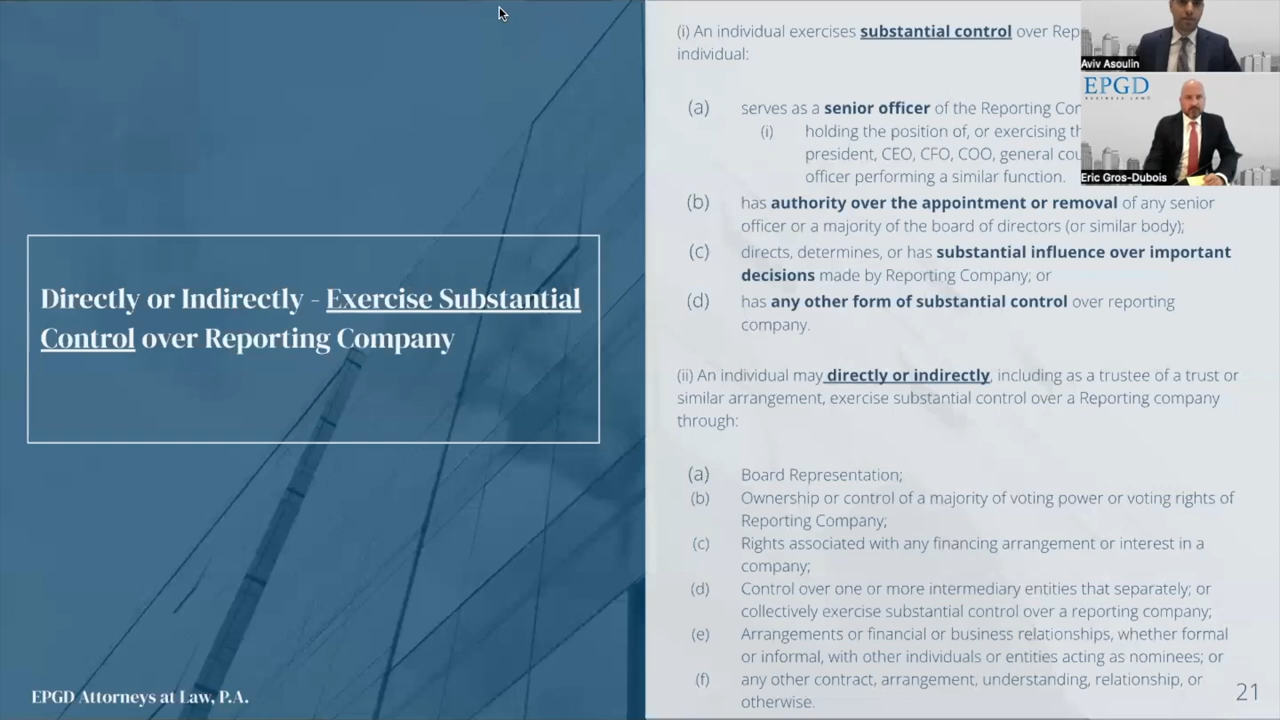 Directly or Indirectly - Exercise Substantial
Control over Reporting Company
EPGD Attorneys at Law, P.A.
(i) An individual exercises substantial control over Rep
individual:
(a) serves as a senior officer of the Reporting Co
(i) holding the position of, or exercising th
president, CEO, CFO, COO, general cou
officer performing a similar function.
(b) has authority over the appointment or removal of any senior
officer or a majority of the board of directors (or similar body);
(c) directs, determines, or has substantial influence over important
decisions made by Reporting Company; or
(d) has any other form of substantial control over reporting
company.
(ii) An individual may directly or indirectly, including as a trustee of a trust or
similar arrangement, exercise substantial control over a Reporting company
through:
(a) Board Representation;
(b) Ownership or control of a majority of voting power or voting rights of
Reporting Company;
(c) Rights associated with any financing arrangement or interest in a
company;
(d) Control over one or more intermediary entities that separately; or
collectively exercise substantial control over a reporting company;
(e) Arrangements or financial or business relationships, whether formal
or informal, with other individuals or entities acting as nominees; or
(f) any other contract, arrangement, understanding, relationship, or
otherwise.
21
Aviv Asoulin
EPGD
BUSINESS LAW
Eric Gros-Dubois